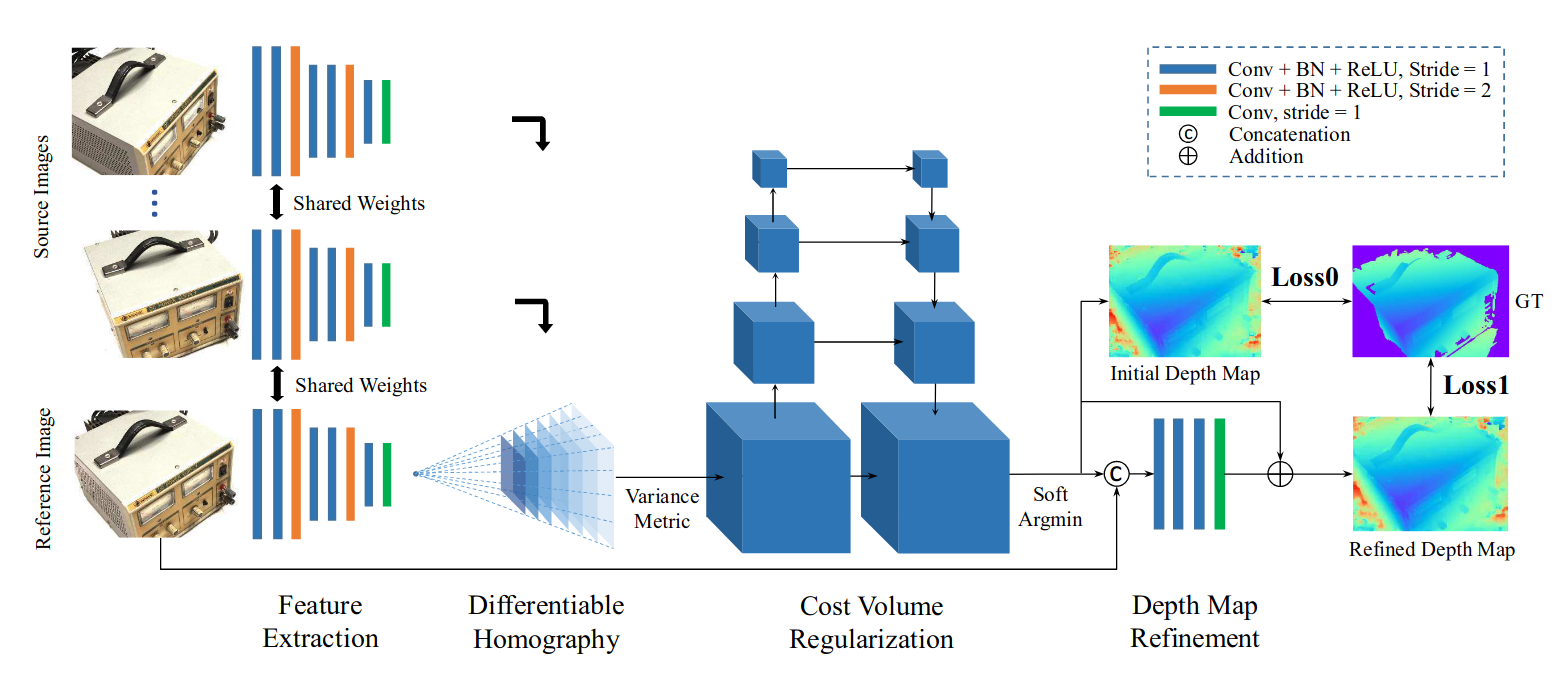 Source Images
Reference Image
Shared Weights
Shared Weights
Feature
Extraction
Differentiable
Homography
Variance
Metric
Cost Volume
Regularization
Soft
Argmin
C
Depth Map
Refinement
Initial Depth Map
Loss0
GT
Loss1
Refined Depth Map
Conv + BN + ReLU, Stride = 1
Conv + BN + ReLU, Stride = 2
Conv, stride = 1
C Concatenation
Addition